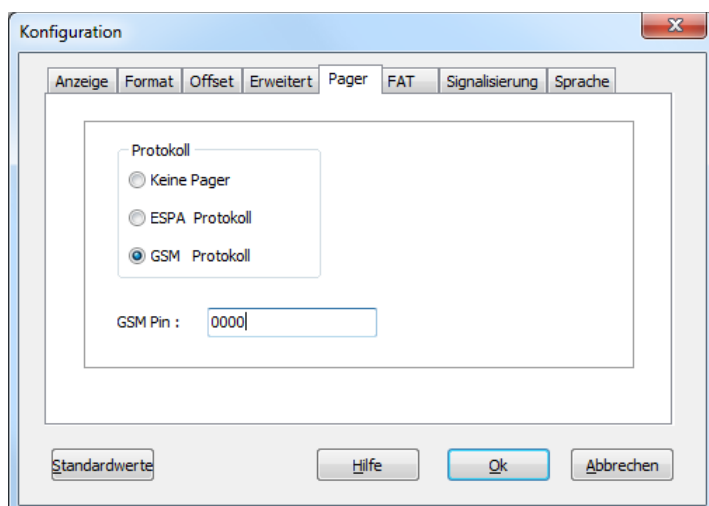 Konfiguration
Anzeige Format Offset Erweitert Pager FAT Signalisierung Sprache
Protokoll
Keine Pager
ESPA Protokoll
GSM Protokoll
GSM Pin : 0000
Standardwerte Hilfe Ok Abbrechen